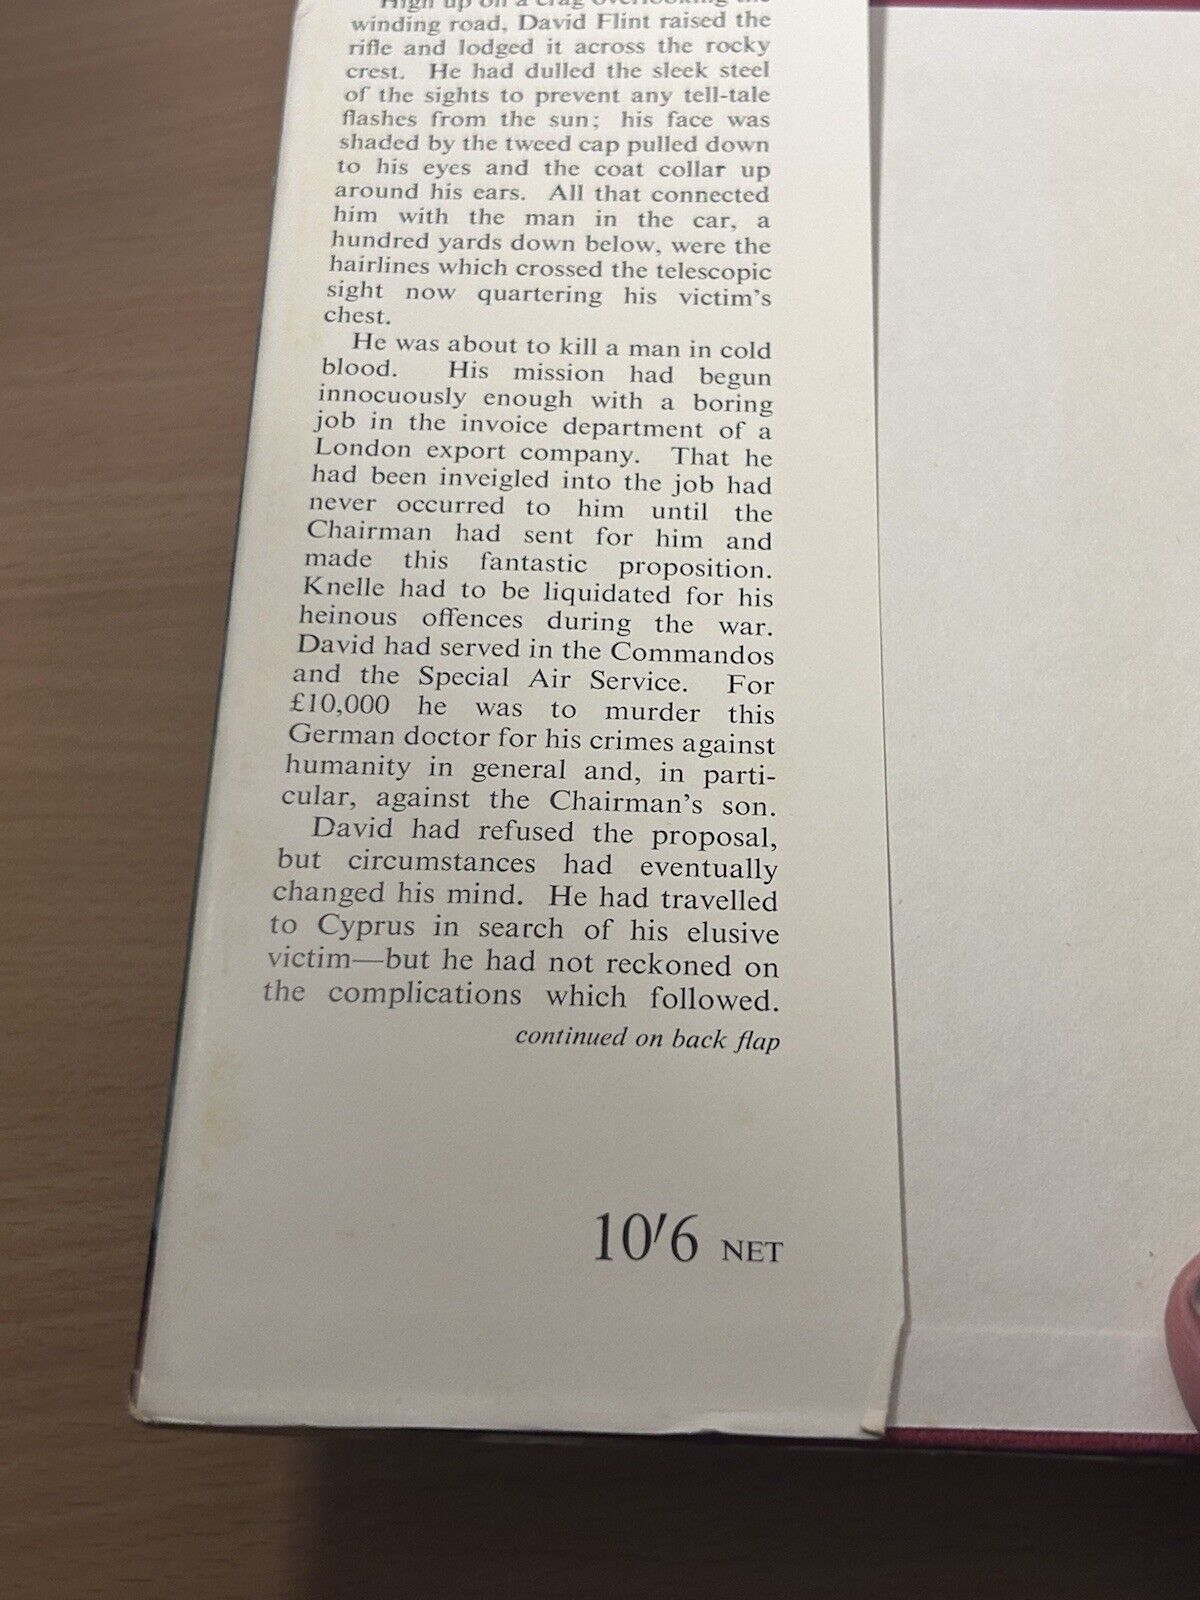 High up on a crag overlooking the
winding road, David Flint raised the
rifle and lodged it across the rocky
crest. He had dulled the sleek steel
of the sights to prevent any tell-tale
flashes from the sun; his face was
shaded by the tweed cap pulled down
to his eyes and the coat collar up
around his ears. All that connected
him with the man in the car, a
hundred yards down below, were the
hairlines which crossed the telescopic
sight now quartering his victim's
chest.
He was about to kill a man in cold
blood. His mission had begun
innocuously enough with a boring
job in the invoice department of a
London export company. That he
had been inveigled into the job had
never occurred to him until the
Chairman had sent for him and
made this fantastic proposition.
Knelle had to be liquidated for his
heinous offences during the war.
David had served in the Commandos
and the Special Air Service. For
£10,000 he was to murder this
German doctor for his crimes against
humanity in general and, in parti-
cular, against the Chairman's son.
David had refused the proposal,
but circumstances had eventually
changed his mind. He had travelled
to Cyprus in search of his elusive
victim—but he had not reckoned on
the complications which followed.
continued on back flap
10'6 NET